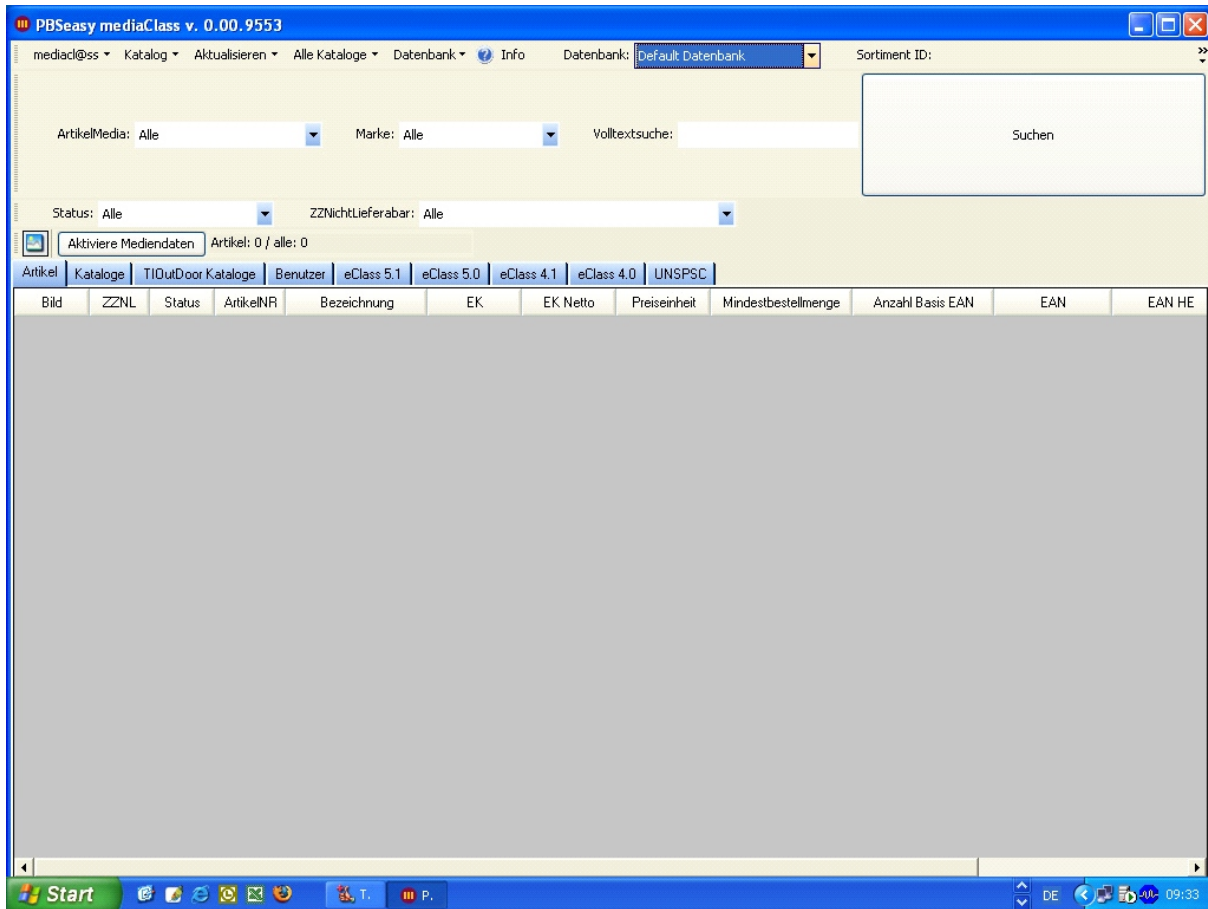 PBSeasy mediaClass v. 0.00.9553
mediacl@ss Katalog Aktualisieren Alle Kataloge Datenbank Info Datenbank: Default Datenbank Sortiment ID:
ArtikelMedia: Alle Marke: Alle Volltextsuche: Suchen
Status: Alle ZZNichtLieferabar: Alle
Aktiviere Mediendaten Artikel: 0 / alle: 0
Artikel Kataloge TIOutDoor Kataloge Benutzer eClass 5.1 eClass 5.0 eClass 4.1 eClass 4.0 UNSPSC
Bild ZZNL Status ArtikelNR Bezeichnung EK EK Netto Preiseinheit Mindestbestellmenge Anzahl Basis EAN EAN EAN HE
Start T. P. DE 09:33